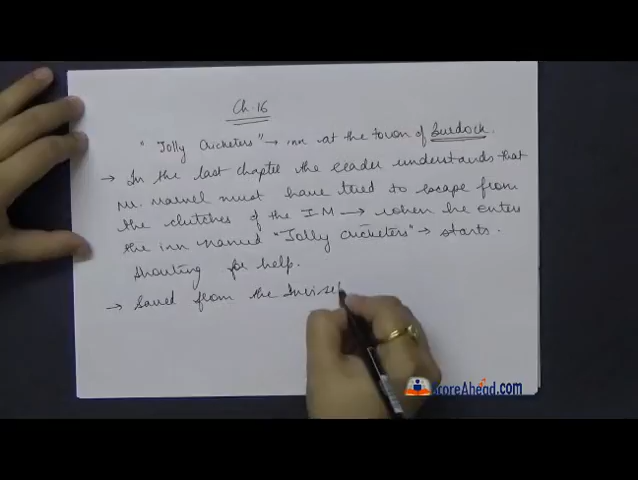 Ch. 16
"Jolly Cricketers" → inn at the town of Burdock.
→ In the last chapter the reader understands that
Mr. Marvel must have tried to escape from
the clutches of the IM → when he enters
the inn named "Jolly Cricketers" → starts.
shouting for help.
→ Saved from the Invisi
ScoreAhead.com